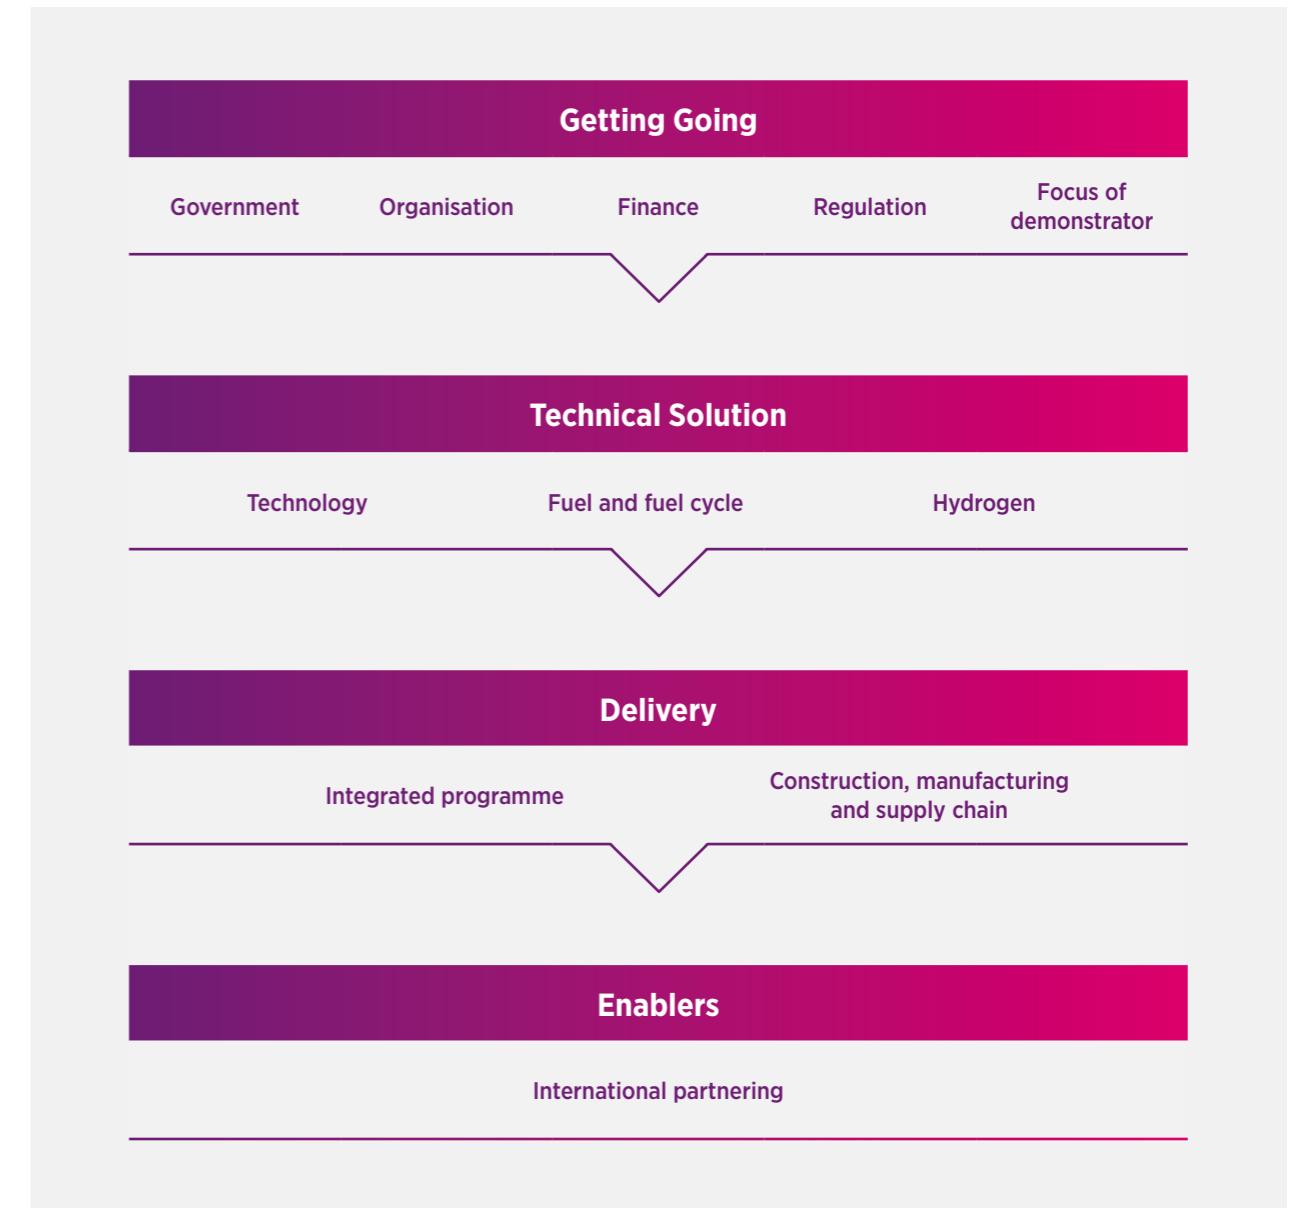 Getting Going
Government
Organisation
Finance
Regulation
Focus of
demonstrator
Technical Solution
Technology
Fuel and fuel cycle
Hydrogen
Delivery
Integrated programme
Construction, manufacturing
and supply chain
Enablers
International partnering